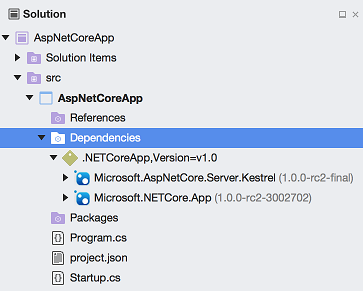 Solution
AspNetCoreApp
Solution Items
src
AspNetCoreApp
References
Dependencies
.NETCoreApp,Version=v1.0
Microsoft.AspNetCore.Server.Kestrel (1.0.0-rc2-final)
Microsoft.NETCore.App (1.0.0-rc2-3002702)
Packages
{} Program.cs
{} project.json
{} Startup.cs